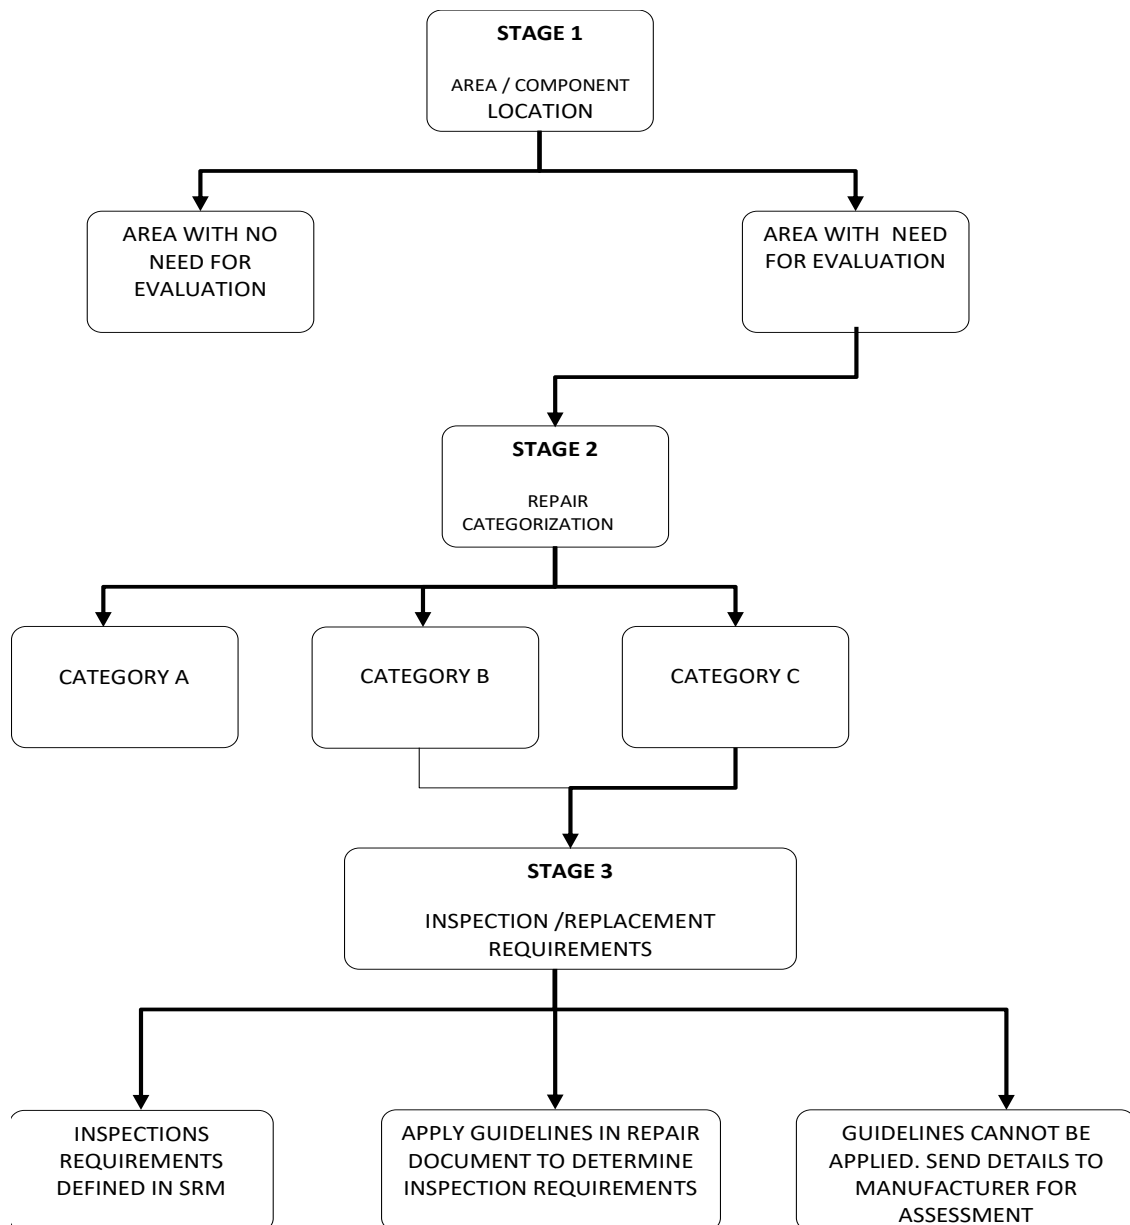 STAGE 1
AREA / COMPONENT
LOCATION
AREA WITH NO
NEED FOR
EVALUATION
AREA WITH NEED
FOR EVALUATION
STAGE 2
REPAIR
CATEGORIZATION
CATEGORY A
CATEGORY B
CATEGORY C
STAGE 3
INSPECTION /REPLACEMENT
REQUIREMENTS
INSPECTIONS
REQUIREMENTS
DEFINED IN SRM
APPLY GUIDELINES IN REPAIR
DOCUMENT TO DETERMINE
INSPECTION REQUIREMENTS
GUIDELINES CANNOT BE
APPLIED. SEND DETAILS TO
MANUFACTURER FOR
ASSESSMENT